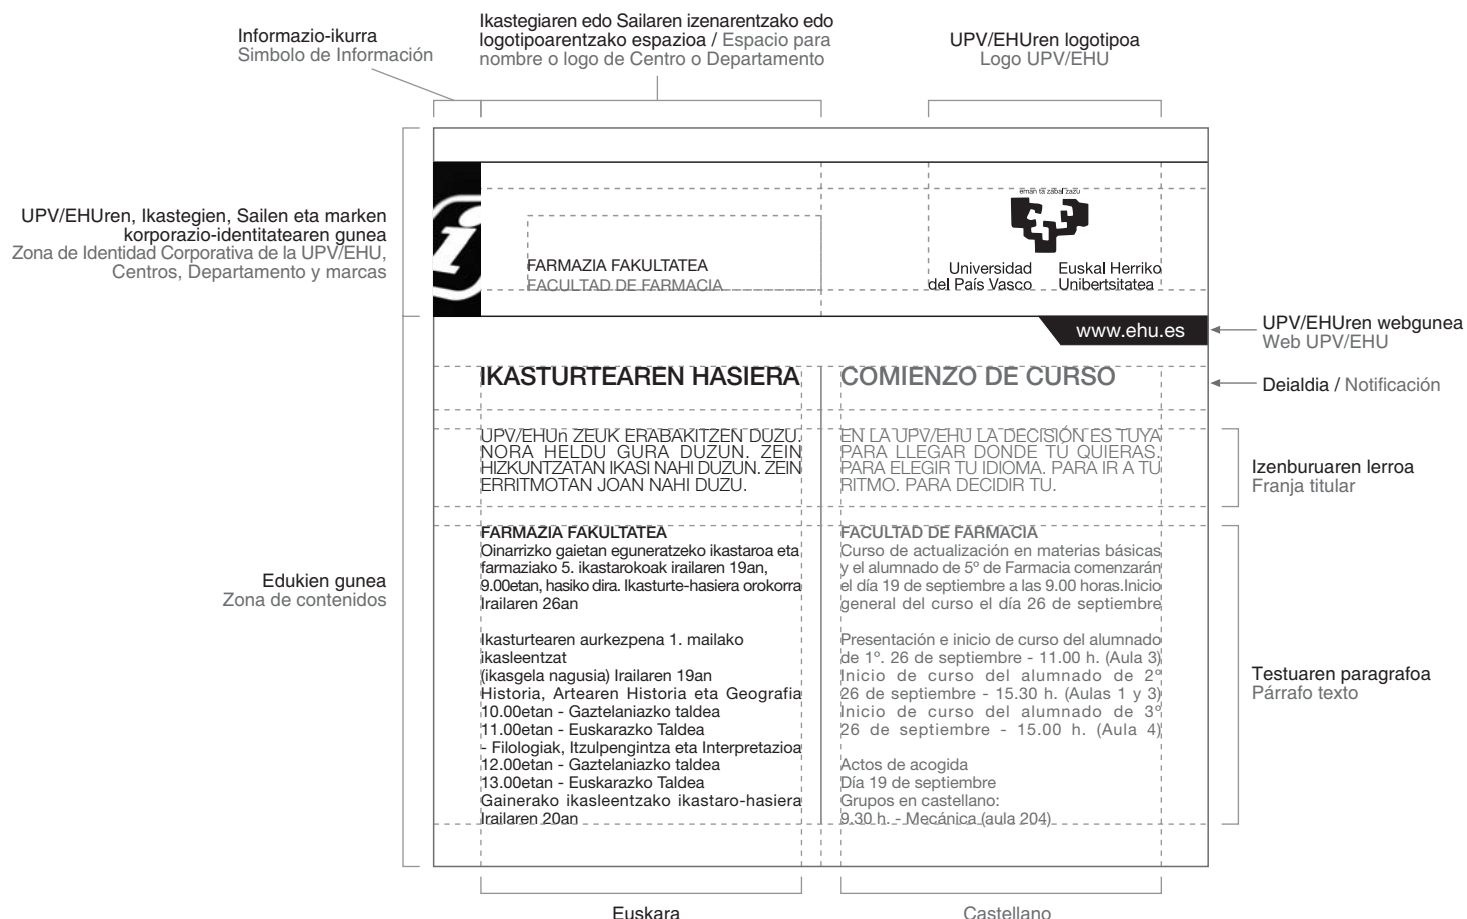 Informazio-ikurra
Simbolo de Información
Ikastegiaren edo Sailaren izenarentzako edo
logotipoarentzako espazioa / Espacio para
nombre o logo de Centro o Departamento
UPV/EHUren logotipoa
Logo UPV/EHU
UPV/EHUren, Ikastegien, Sailen eta marken
korporazio-identitatearen gunea
Zona de Identidad Corporativa de la UPV/EHU,
Centros, Departamento y marcas
i
FARMAZIA FAKULTATEA
FACULTAD DE FARMACIA
eman ta zabal zazu
Universidad
del País Vasco
Euskal Herriko
Unibertsitatea
www.ehu.es
UPV/EHUren webgunea
Web UPV/EHU
IKASTURTEAREN HASIERA
COMIENZO DE CURSO
Deialdia / Notificación
UPV/EHUn ZEUK ERABAKITZEN DUZU.
NORA HELDU GURA DUZUN. ZEIN
HIZKUNTZATAN IKASI NAHI DUZUN. ZEIN
ERRITMOTAN JOAN NAHI DUZU.
EN LA UPV/EHU LA DECISIÓN ES TUYA
PARA LLEGAR DONDE TÚ QUIERAS.
PARA ELEGIR TU IDIOMA. PARA IR A TU
RITMO. PARA DECIDIR TU.
Izenburuaren lerroa
Franja titular
Edukien gunea
Zona de contenidos
FARMAZIA FAKULTATEA
Oinarrizko gaietan eguneratzeko ikastaroa eta
farmaziako 5. ikastarokoak irailaren 19an,
9.00etan, hasiko dira. Ikasturte-hasiera orokorra
Irailaren 26an
Ikasturtearen aurkezpena 1. mailako
ikasleentzat
(ikasgela nagusia) Irailaren 19an
Historia, Artearen Historia eta Geografia
10.00etan - Gaztelaniazko taldea
11.00etan - Euskarazko Taldea
- Filologiak, Itzulpengintza eta Interpretazioa
12.00etan - Gaztelaniazko taldea
13.00etan - Euskarazko Taldea
Gainerako ikasleentzako ikastaro-hasiera
Irailaren 20an
FACULTAD DE FARMACIA
Curso de actualización en materias básicas
y el alumnado de 5º de Farmacia comenzarán
el día 19 de septiembre a las 9.00 horas.Inicio
general del curso el día 26 de septiembre
Presentación e inicio de curso del alumnado
de 1º. 26 de septiembre - 11.00 h. (Aula 3)
Inicio de curso del alumnado de 2º
26 de septiembre - 15.30 h. (Aulas 1 y 3)
Inicio de curso del alumnado de 3º
26 de septiembre - 15.00 h. (Aula 4)
Actos de acogida
Día 19 de septiembre
Grupos en castellano:
9.30 h. - Mecánica (aula 204)
Testuaren paragrafoa
Párrafo texto
Euskara
Castellano